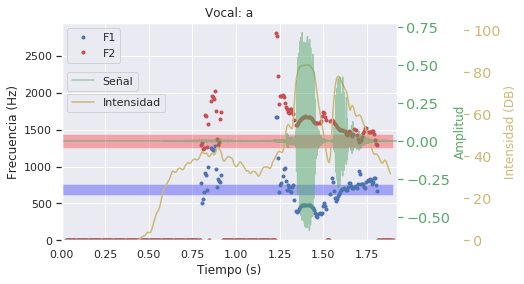 Vocal: a
F1
F2
Señal
Intensidad
Frecuencia (Hz)
2500
2000
1500
1000
500
0
0.00 0.25 0.50 0.75 1.00 1.25 1.50 1.75
Tiempo (s)
0.75
0.50
0.25
0.00
−0.25
−0.50
Amplitud
100
80
60
40
20
0
Intensidad (DB)